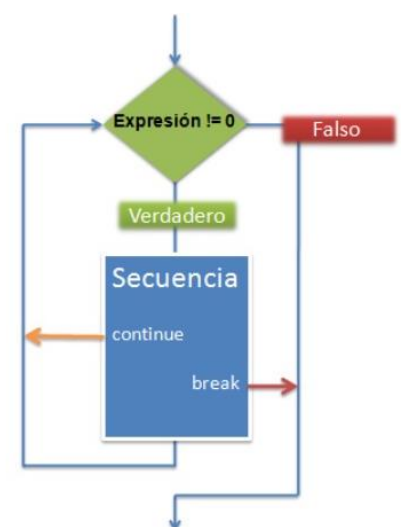 Expresión != 0
Falso
Verdadero
Secuencia
continue
break